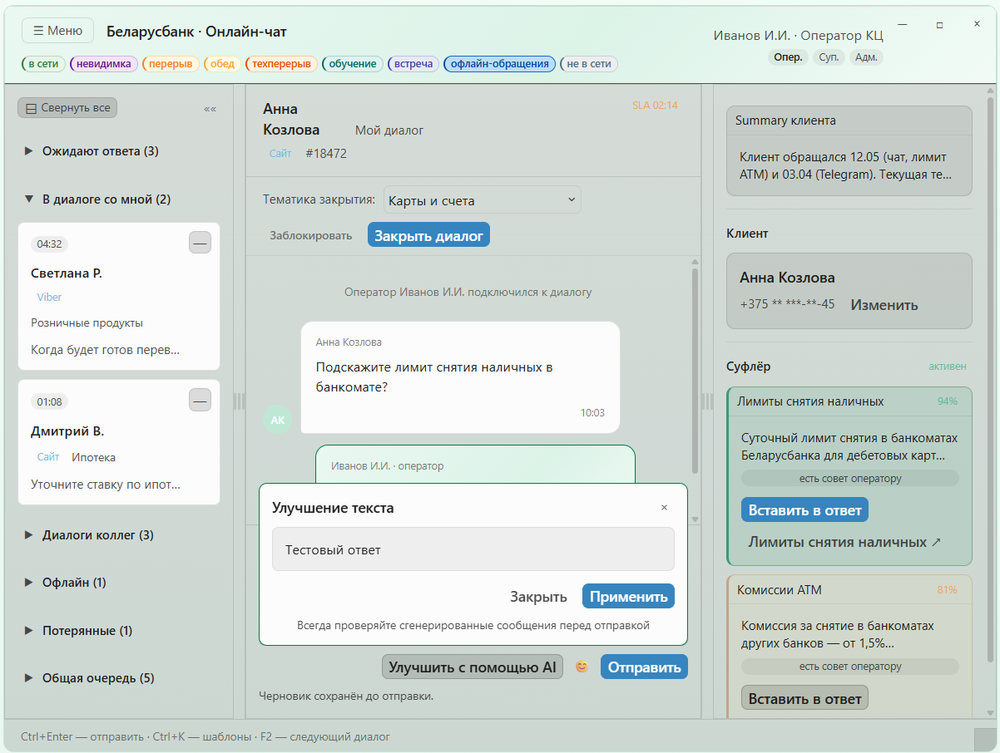 ☰ Меню
Беларусбанк · Онлайн-чат
Иванов И.И. · Оператор КЦ
в сети
невидимка
перерыв
обед
техперерыв
обучение
встреча
офлайн-обращения
не в сети
Опер.
Суп.
Адм.
Свернуть все
««
Ожидают ответа (3)
В диалоге со мной (2)
04:32
—
Светлана Р.
Viber
Розничные продукты
Когда будет готов перев...
01:08
—
Дмитрий В.
Сайт Ипотека
Уточните ставку по ипот...
Диалоги коллег (3)
Офлайн (1)
Потерянные (1)
Общая очередь (5)
Анна
Козлова
Мой диалог
SLA 02:14
Сайт #18472
Тематика закрытия: Карты и счета
Заблокировать
Закрыть диалог
Оператор Иванов И.И. подключился к диалогу
Анна Козлова
Подскажите лимит снятия наличных в
банкомате?
10:03
АК
Иванов И.И. · оператор
Улучшение текста
×
Тестовый ответ
Закрыть
Применить
Всегда проверяйте сгенерированные сообщения перед отправкой
Улучшить с помощью AI
Отправить
Черновик сохранён до отправки.
Summary клиента
Клиент обращался 12.05 (чат, лимит
ATM) и 03.04 (Telegram). Текущая те...
Клиент
Анна Козлова
+375 ** ***-**-45 Изменить
Суфлёр
активен
Лимиты снятия наличных
94%
Суточный лимит снятия в банкоматах
Беларусбанка для дебетовых карт...
есть совет оператору
Вставить в ответ
Лимиты снятия наличных ↗
Комиссии ATM
81%
Комиссия за снятие в банкоматах
других банков — от 1,5%...
есть совет оператору
Вставить в ответ
Ctrl+Enter — отправить · Ctrl+K — шаблоны · F2 — следующий диалог